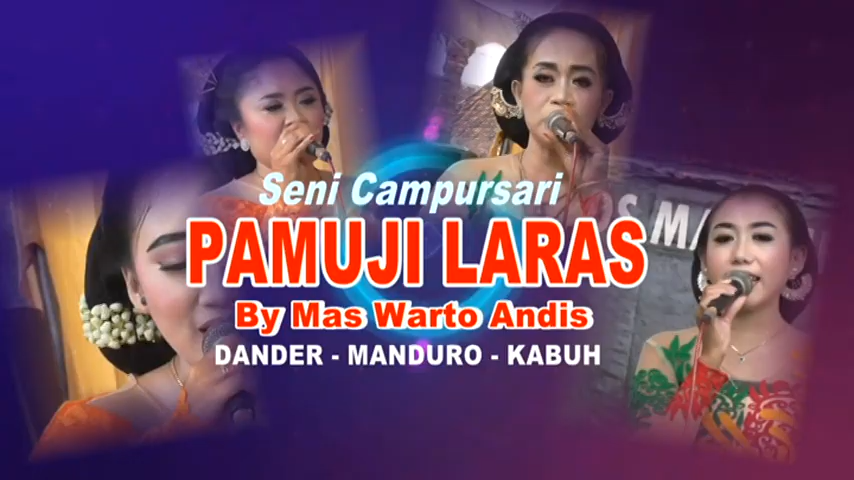 Seni Campursari
PAMUJI LARAS
By Mas Warto Andis
DANDER - MANDURO - KABUH